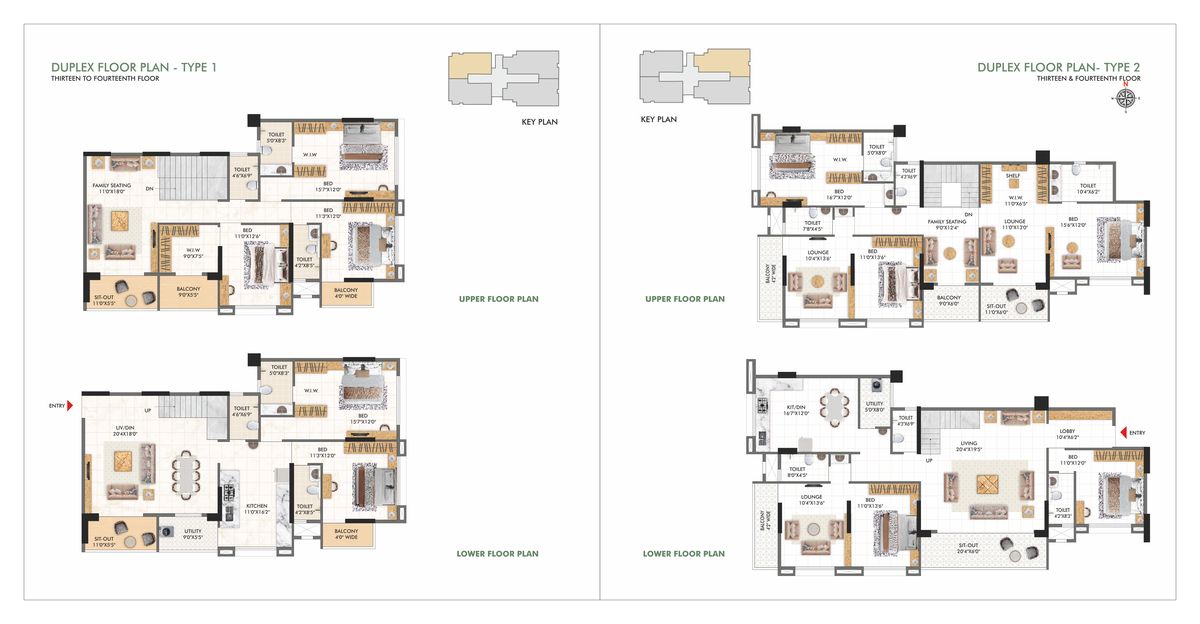 DUPLEX FLOOR PLAN - TYPE 1
THIRTEEN TO FOURTEENTH FLOOR
KEY PLAN
TOILET
5'0"X8'3"
W.I.W
TOILET
4'6"X6'9"
BED
15'7"X12'0"
FAMILY SEATING
11'0"X18'0"
DN
BED
11'3"X12'0"
BED
11'0"X12'6"
W.I.W
9'0"X7'5"
TOILET
4'2"X8'5"
SIT-OUT
11'0"X5'5"
BALCONY
9'0"X5'5"
BALCONY
4'0" WIDE
UPPER FLOOR PLAN
TOILET
5'0"X8'3"
W.I.W
ENTRY
UP
TOILET
4'6"X6'9"
BED
15'7"X12'0"
LIV/DIN
20'4X18'0"
BED
11'3"X12'0"
KITCHEN
11'0"X16'2"
TOILET
4'2"X8'5"
SIT-OUT
11'0"X5'5"
UTILITY
9'0"X5'5"
BALCONY
4'0" WIDE
LOWER FLOOR PLAN
DUPLEX FLOOR PLAN- TYPE 2
THIRTEEN & FOURTEENTH FLOOR
N
KEY PLAN
TOILET
5'0"X8'0"
W.I.W.
TOILET
4'2"X6'9"
BED
16'7"X12'0"
SHELF
W.I.W
11'0"X6'5"
TOILET
10'4"X6'2"
DN
TOILET
7'8"X4'5"
FAMILY SEATING
9'0"X12'4"
LOUNGE
11'0"X13'0"
BED
15'6"X12'0"
LOUNGE
10'4"X13'6"
BED
11'0"X13'6"
BALCONY
4'2" WIDE
BALCONY
9'0"X6'0"
SIT-OUT
11'0"X6'0"
UPPER FLOOR PLAN
KIT/DIN
16'7"X12'0"
UTILITY
5'0"X8'0"
TOILET
4'2"X6'9"
LOBBY
10'4"X6'2"
ENTRY
LIVING
20'4"X19'5"
UP
BED
11'0"X12'0"
TOILET
8'0"X4'5"
LOUNGE
10'4"X13'6"
BED
11'0"X13'6"
BALCONY
4'2" WIDE
TOILET
4'2"X8'3"
SIT-OUT
20'4"X6'0"
LOWER FLOOR PLAN